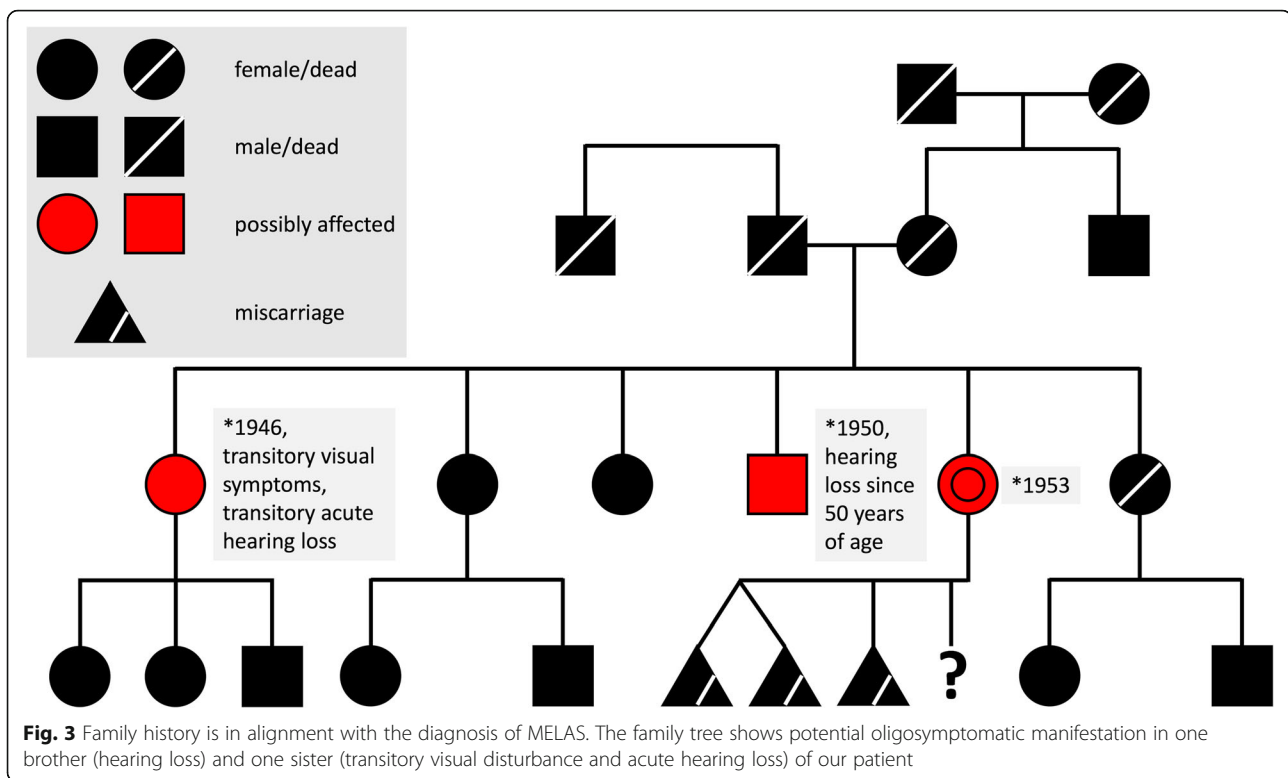 female/dead
male/dead
possibly affected
miscarriage
*1946,
transitory visual
symptoms,
transitory acute
hearing loss
*1950,
hearing
loss since
50 years
of age
*1953
?
Fig. 3 Family history is in alignment with the diagnosis of MELAS. The family tree shows potential oligosymptomatic manifestation in one
brother (hearing loss) and one sister (transitory visual disturbance and acute hearing loss) of our patient